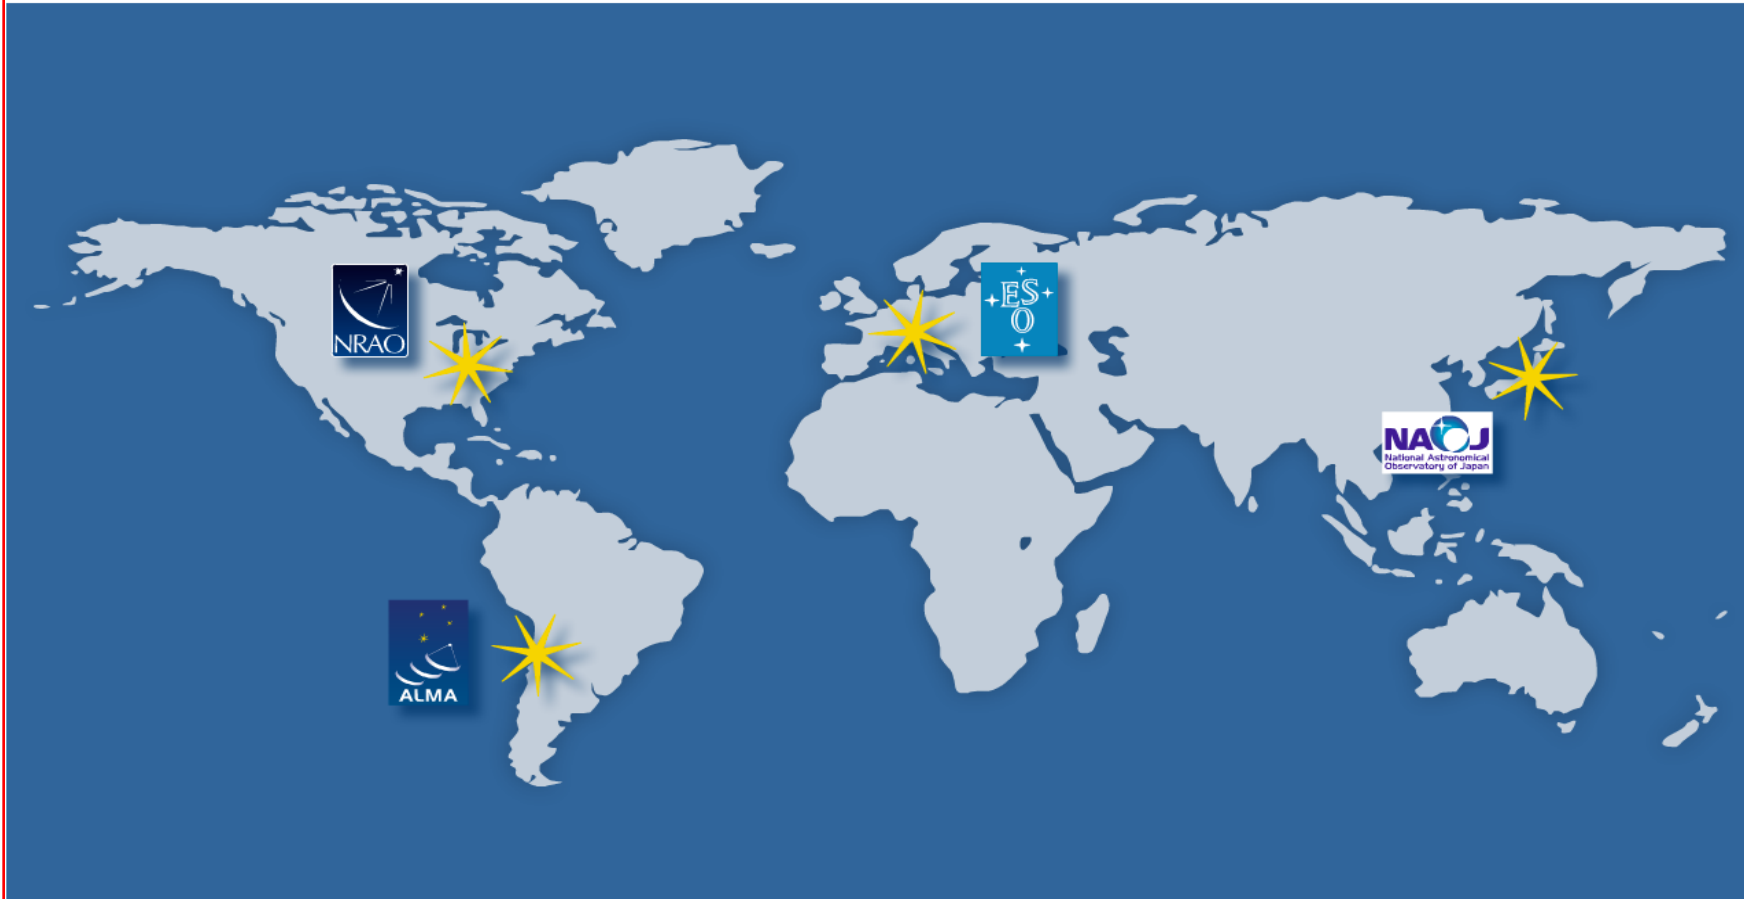 NRAO
ES
O
NAOJ
National Astronomical
Observatory of Japan
ALMA